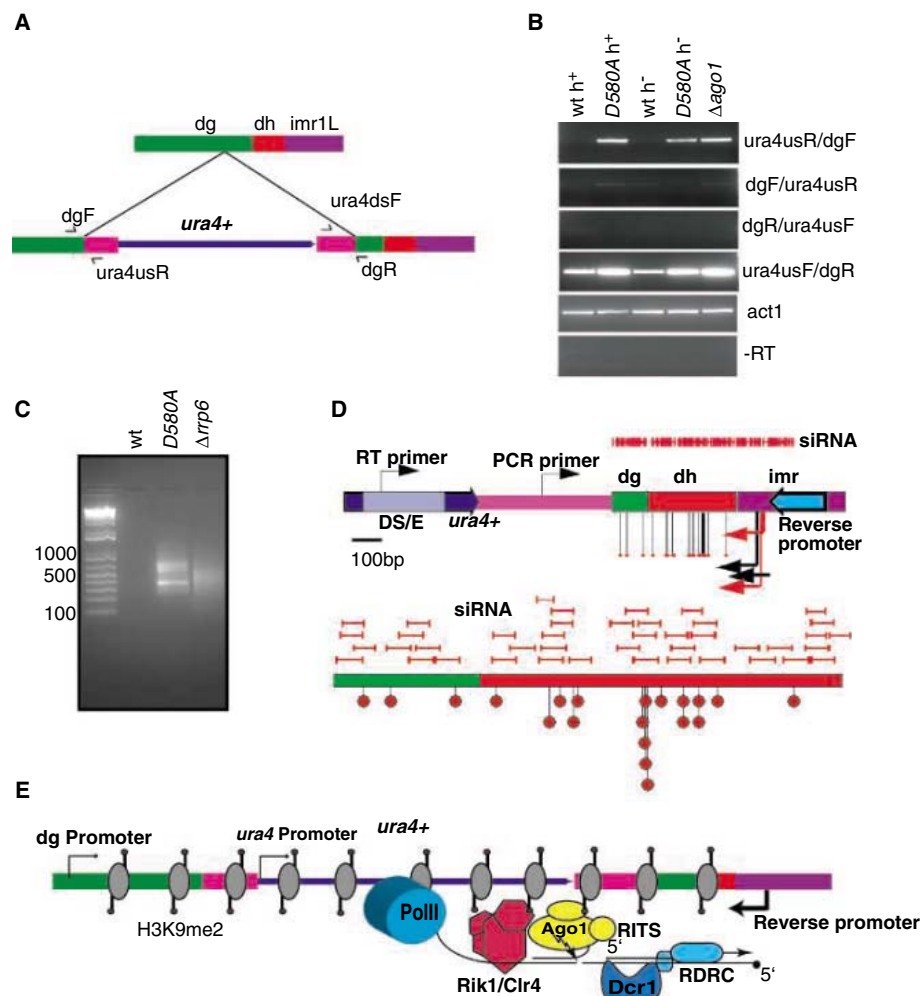 A
dg
dh
imr1L
ura4dsF
dgF
ura4+
ura4usR
dgR
B
wt h+
D580A h+
wt h-
D580A h-
Δago1
ura4usR/dgF
dgF/ura4usR
dgR/ura4usF
ura4usF/dgR
act1
-RT
C
wt
D580A
Δrrp6
1000
500
100
D
siRNA
RT primer
PCR primer
dg
dh
imr
DS/E
ura4+
Reverse
promoter
100bp
siRNA
E
dg Promoter
ura4 Promoter
ura4+
H3K9me2
PolII
Ago1
RITS
Reverse promoter
5‘
Rik1/Clr4
Dcr1
RDRC
5‘